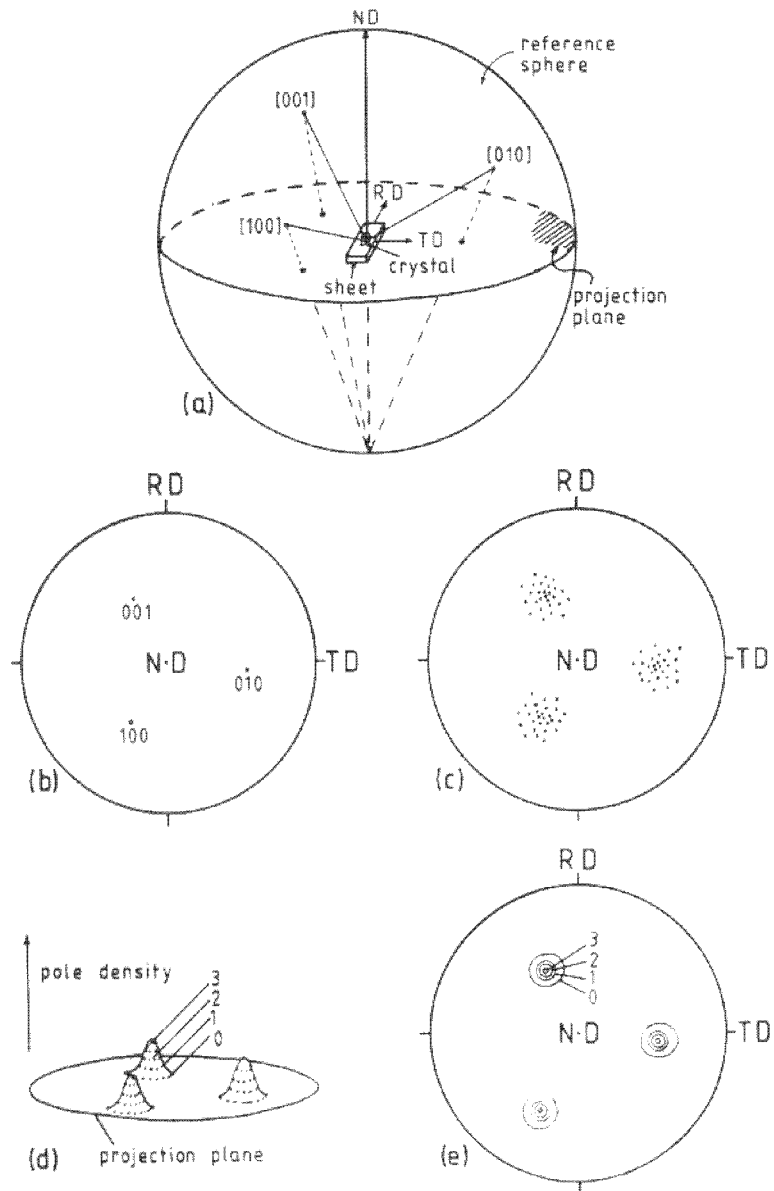 ND
reference
sphere
[001]
[010]
RD
[100]
TD
crystal
sheet
projection
plane
(a)
RD
001
N·D
TD
010
100
(b)
RD
N·D
TD
(c)
pole density
3
2
1
0
(d)
projection plane
RD
3
2
1
0
N·D
TD
(e)